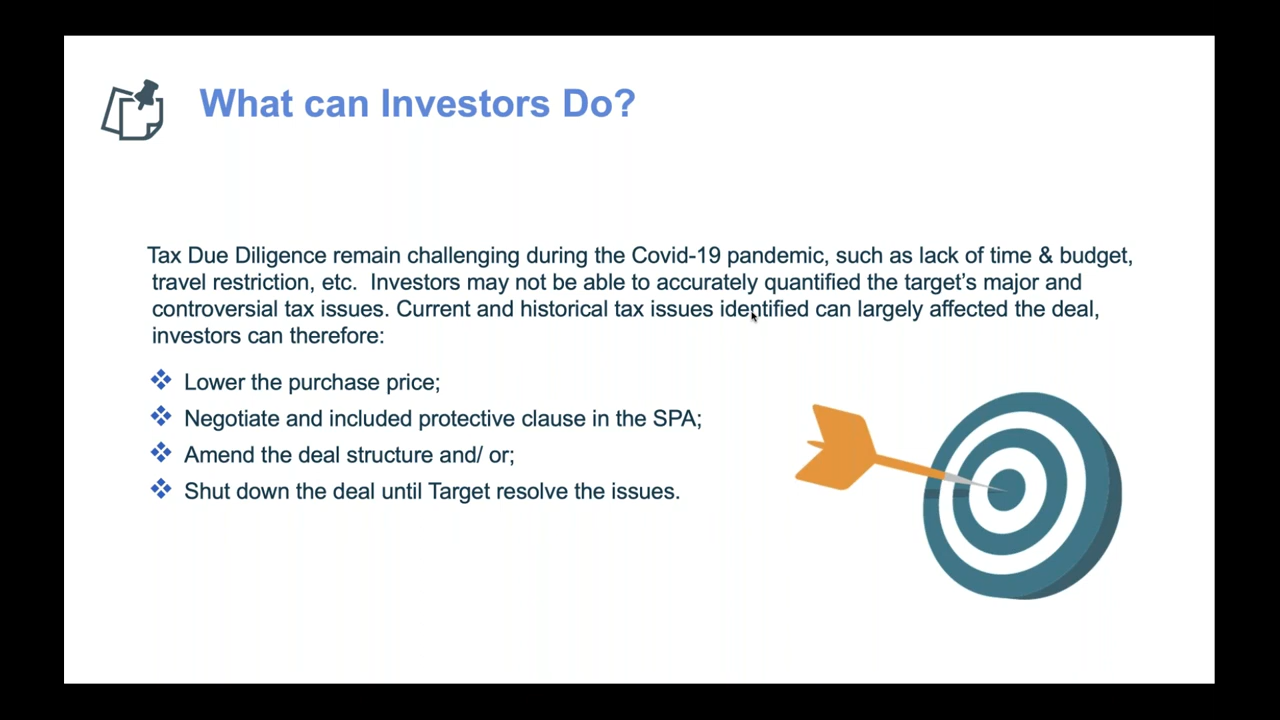 What can Investors Do?
Tax Due Diligence remain challenging during the Covid-19 pandemic, such as lack of time & budget,
travel restriction, etc.  Investors may not be able to accurately quantified the target’s major and
controversial tax issues. Current and historical tax issues identified can largely affected the deal,
investors can therefore:
Lower the purchase price;
Negotiate and included protective clause in the SPA;
Amend the deal structure and/ or;
Shut down the deal until Target resolve the issues.